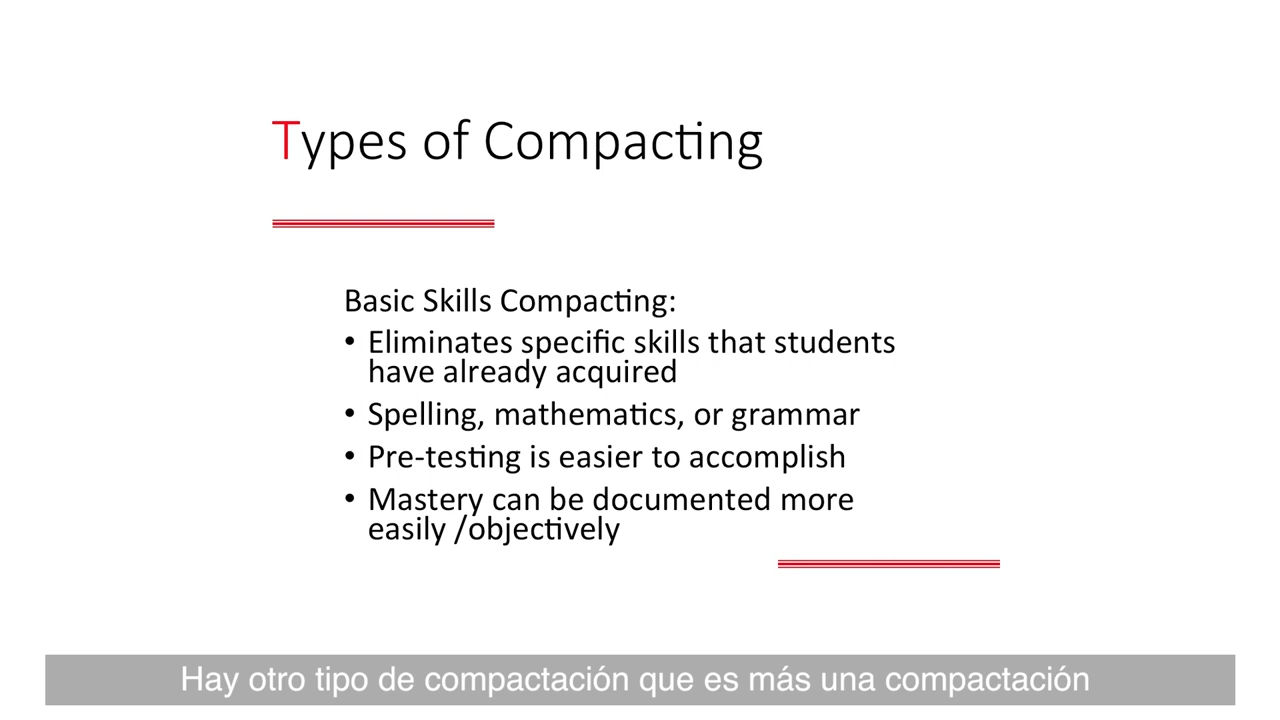 Types of Compacting
Basic Skills Compacting:
• Eliminates specific skills that students
have already acquired
• Spelling, mathematics, or grammar
• Pre-testing is easier to accomplish
• Mastery can be documented more
easily /objectively
Hay otro tipo de compactación que es más una compactación